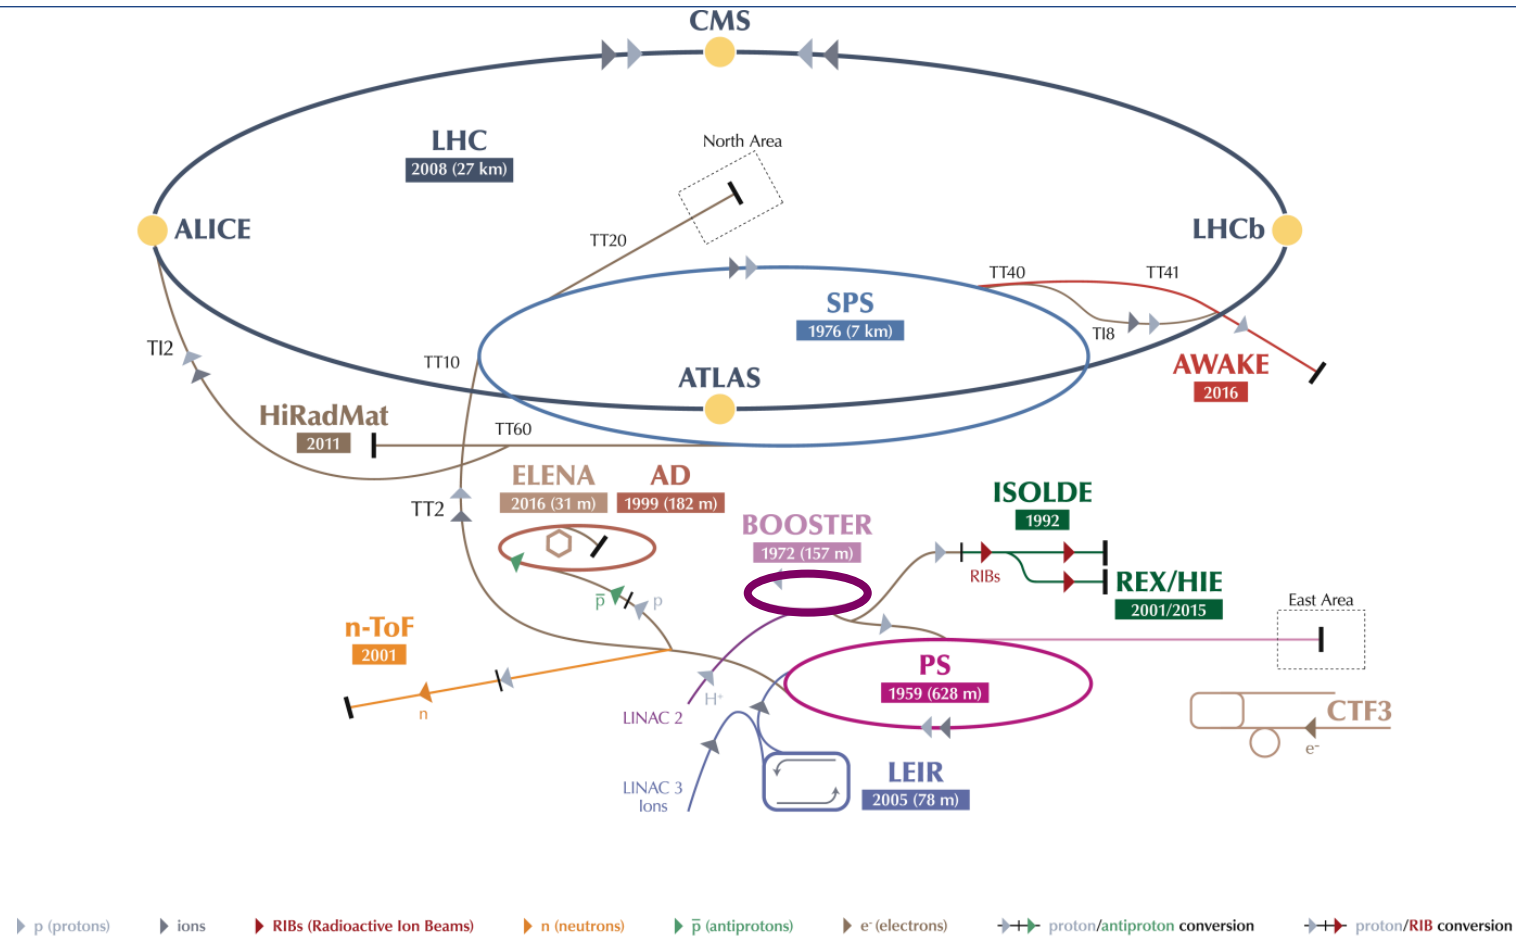 CMS
LHC
2008 (27 km)
North Area
ALICE
LHCb
TT20
TT40
TT41
SPS
1976 (7 km)
TI8
TI2
TT10
ATLAS
AWAKE
2016
HiRadMat
2011
TT60
ELENA
2016 (31 m)
AD
1999 (182 m)
TT2
ISOLDE
1992
BOOSTER
1972 (157 m)
RIBs
REX/HIE
2001/2015
East Area
p̅
p
n-ToF
2001
n
H⁺
LINAC 2
PS
1959 (628 m)
CTF3
e⁻
LINAC 3
Ions
LEIR
2005 (78 m)
p (protons)
ions
RIBs (Radioactive Ion Beams)
n (neutrons)
p̅ (antiprotons)
e⁻ (electrons)
proton/antiproton conversion
proton/RIB conversion